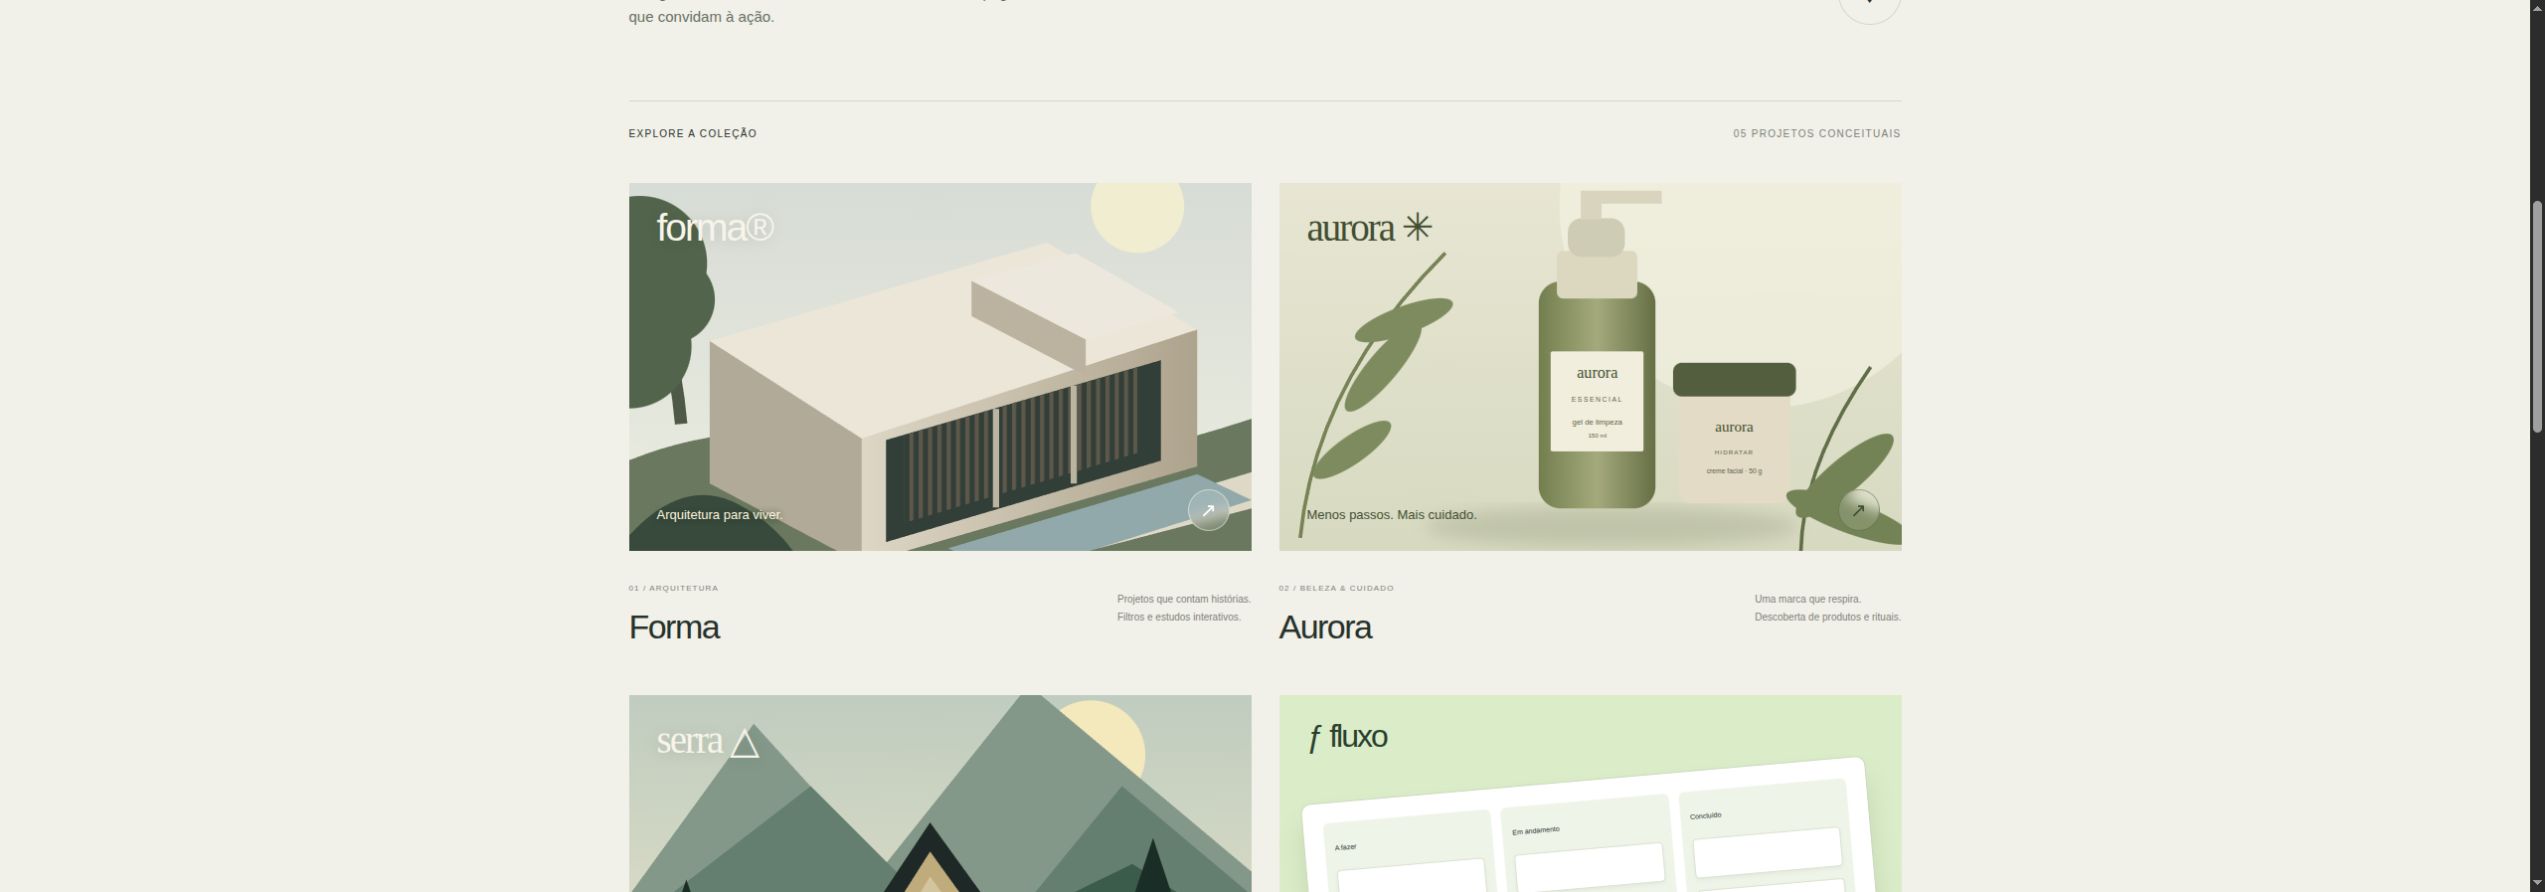 que convidam à ação.
EXPLORE A COLEÇÃO
05 PROJETOS CONCEITUAIS
forma®
Arquitetura para viver.
aurora ✳
aurora
ESSENCIAL
gel de limpeza
150 ml
aurora
HIDRATAR
creme facial · 50 g
Menos passos. Mais cuidado.
01 / ARQUITETURA
Forma
Projetos que contam histórias.
Filtros e estudos interativos.
02 / BELEZA & CUIDADO
Aurora
Uma marca que respira.
Descoberta de produtos e rituais.
serra △
ƒ fluxo
A fazer
Em andamento
Concluído